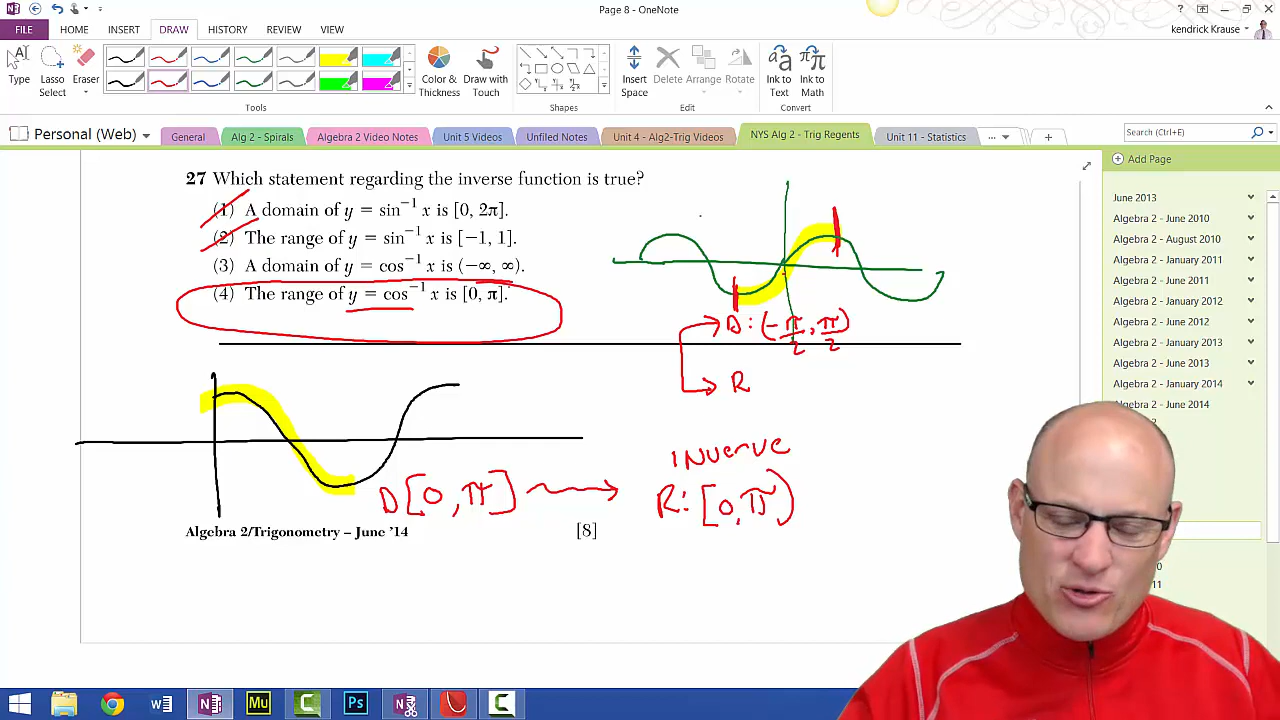 Page 8 - OneNote
FILE HOME INSERT DRAW HISTORY REVIEW VIEW
kendrick Krause
Type
Lasso Select
Eraser
Color & Thickness
Draw with Touch
Insert Space
Delete
Arrange
Rotate
Ink to Text
Ink to Math
Tools
Shapes
Edit
Convert
Personal (Web)
General
Alg 2 - Spirals
Algebra 2 Video Notes
Unit 5 Videos
Unfiled Notes
Unit 4 - Alg2-Trig Videos
NYS Alg 2 - Trig Regents
Unit 11 - Statistics
Search (Ctrl+E)
Add Page
June 2013
Algebra 2 - June 2010
Algebra 2 - August 2010
Algebra 2 - January 2011
Algebra 2 - June 2011
Algebra 2 - January 2012
Algebra 2 - June 2012
Algebra 2 - January 2013
Algebra 2 - June 2013
Algebra 2 - January 2014
Algebra 2 - June 2014
27 Which statement regarding the inverse function is true?
(1) A domain of y = sin⁻¹ x is [0, 2π].
(2) The range of y = sin⁻¹ x is [−1, 1].
(3) A domain of y = cos⁻¹ x is (−∞, ∞).
(4) The range of y = cos⁻¹ x is [0, π].
D: (-π/2, π/2)
R
Inverve
D[0, π]
R: [0, π)
Algebra 2/Trigonometry – June '14
[8]